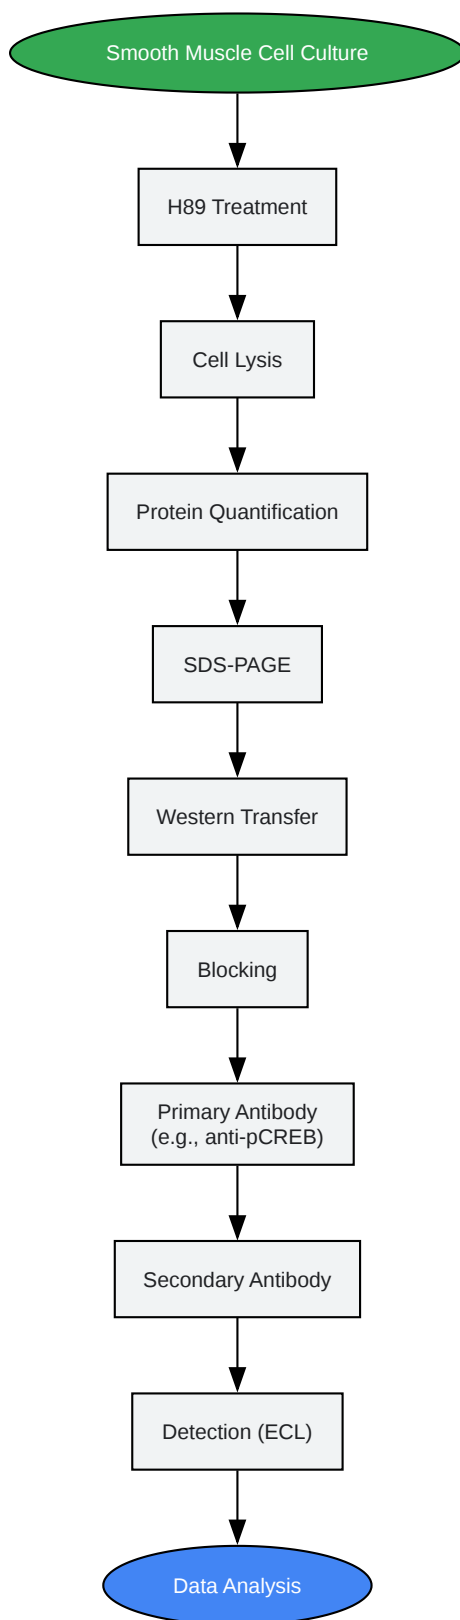 Smooth Muscle Cell Culture
H89 Treatment
Cell Lysis
Protein Quantification
SDS-PAGE
Western Transfer
Blocking
Primary Antibody
(e.g., anti-pCREB)
Secondary Antibody
Detection (ECL)
Data Analysis